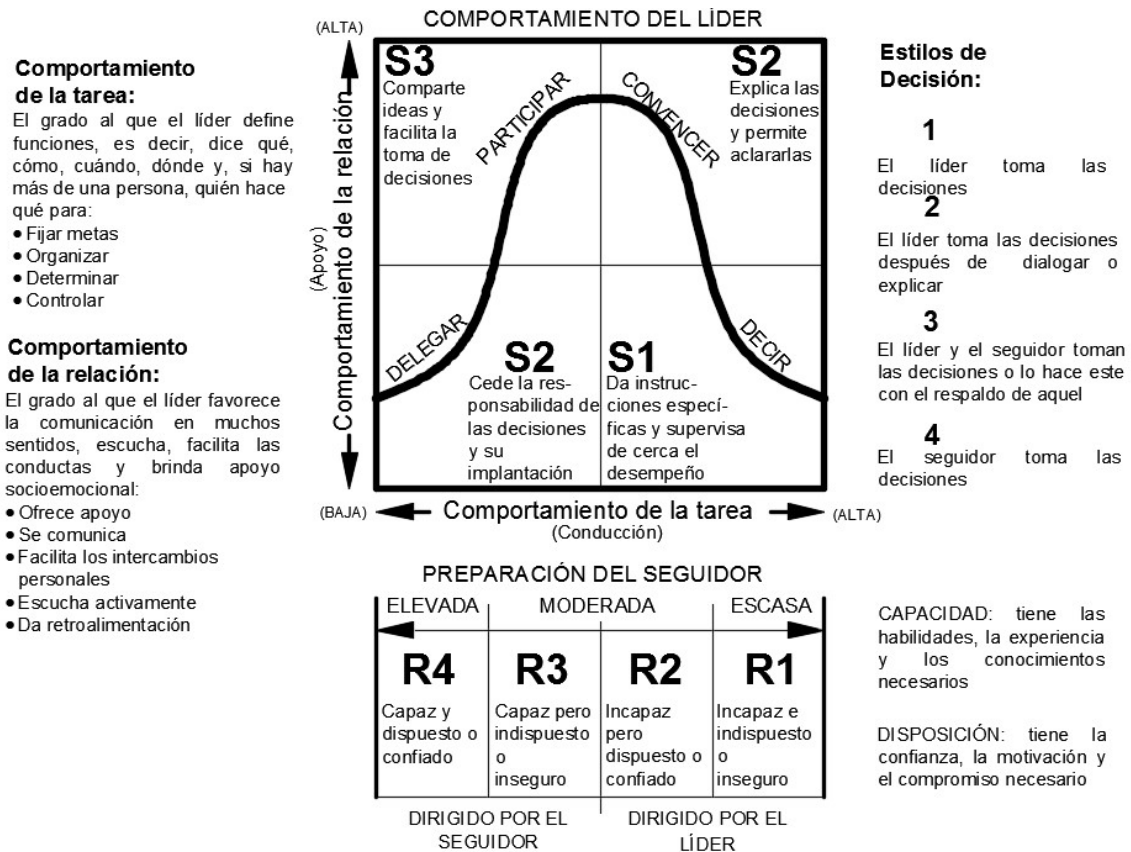 COMPORTAMIENTO DEL LÍDER
(ALTA)
Comportamiento
de la tarea:
El grado al que el líder define
funciones, es decir, dice qué,
cómo, cuándo, dónde y, si hay
más de una persona, quién hace
qué para:
• Fijar metas
• Organizar
• Determinar
• Controlar
Comportamiento
de la relación:
El grado al que el líder favorece
la comunicación en muchos
sentidos, escucha, facilita las
conductas y brinda apoyo
socioemocional:
• Ofrece apoyo
• Se comunica
• Facilita los intercambios
personales
• Escucha activamente
• Da retroalimentación
(Apoyo)
Comportamiento de la relación
S3
Comparte
ideas y
facilita la
toma de
decisiones
PARTICIPAR
CONVENCER
S2
Explica las
decisiones
y permite
aclararlas
DELEGAR
S2
Cede la res-
ponsabilidad de
las decisiones
y su
implantación
S1
Da instruc-
ciones especí-
ficas y supervisa
de cerca el
desempeño
DECIR
(BAJA)
Comportamiento de la tarea
(ALTA)
(Conducción)
Estilos de
Decisión:
1
El líder toma las
decisiones
2
El líder toma las decisiones
después de dialogar o
explicar
3
El líder y el seguidor toman
las decisiones o lo hace este
con el respaldo de aquel
4
El seguidor toma las
decisiones
PREPARACIÓN DEL SEGUIDOR
ELEVADA MODERADA ESCASA
R4
Capaz y
dispuesto o
confiado
R3
Capaz pero
indispuesto
o
inseguro
R2
Incapaz
pero
dispuesto o
confiado
R1
Incapaz e
indispuesto
o
inseguro
DIRIGIDO POR EL
SEGUIDOR
DIRIGIDO POR EL
LÍDER
CAPACIDAD: tiene las
habilidades, la experiencia
y los conocimientos
necesarios
DISPOSICIÓN: tiene la
confianza, la motivación y
el compromiso necesario